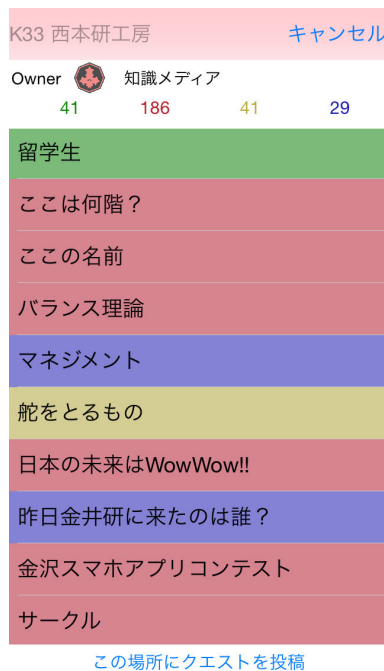 K33 西本研工房 キャンセル
Owner 知識メディア
41 186 41 29
留学生
ここは何階？
ここの名前
バランス理論
マネジメント
舵をとるもの
日本の未来はWowWow!!
昨日金井研に来たのは誰？
金沢スマホアプリコンテスト
サークル
この場所にクエストを投稿